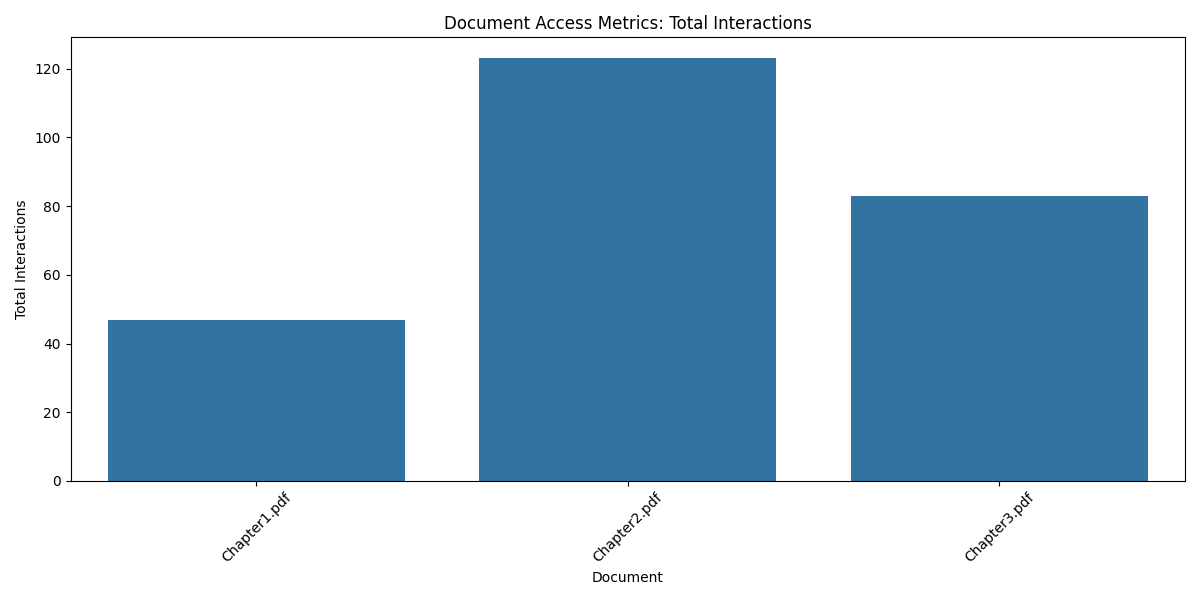 Document Access Metrics: Total Interactions
120
100
80
60
40
20
0
Total Interactions
Chapter1.pdf
Chapter2.pdf
Chapter3.pdf
Document